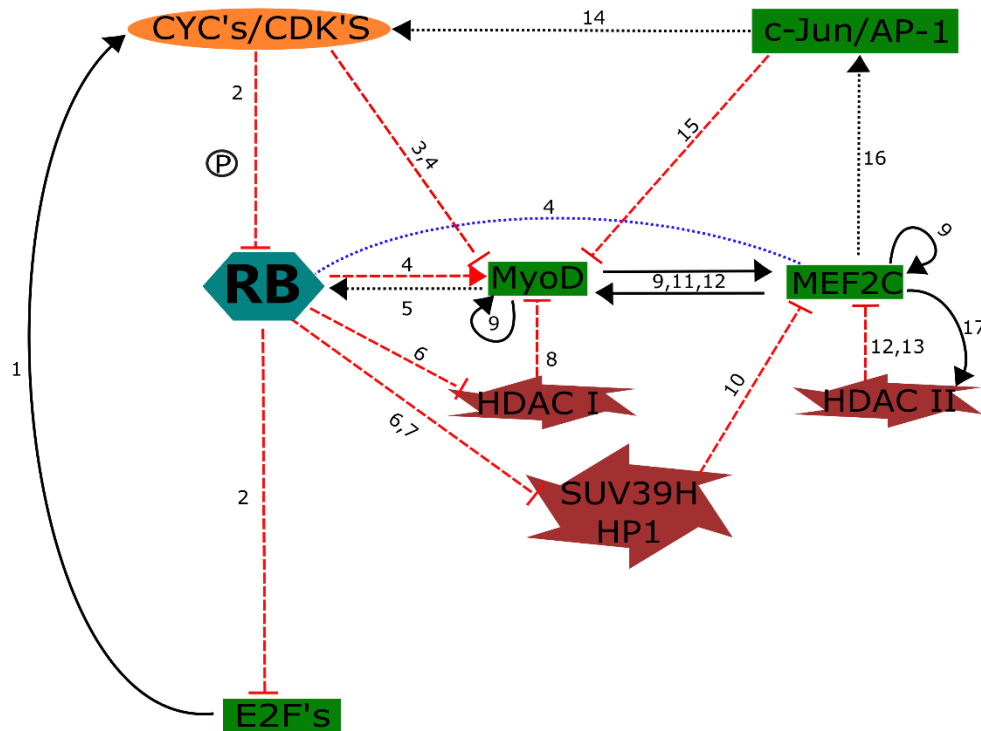 14
CYC's/CDK'S
c-Jun/AP-1
2
3,4
15
P
16
4
9
RB
4
MyoD
9,11,12
MEF2C
5
9
17
1
6
8
12,13
10
HDAC I
HDAC II
6,7
SUV39H
HP1
2
E2F's